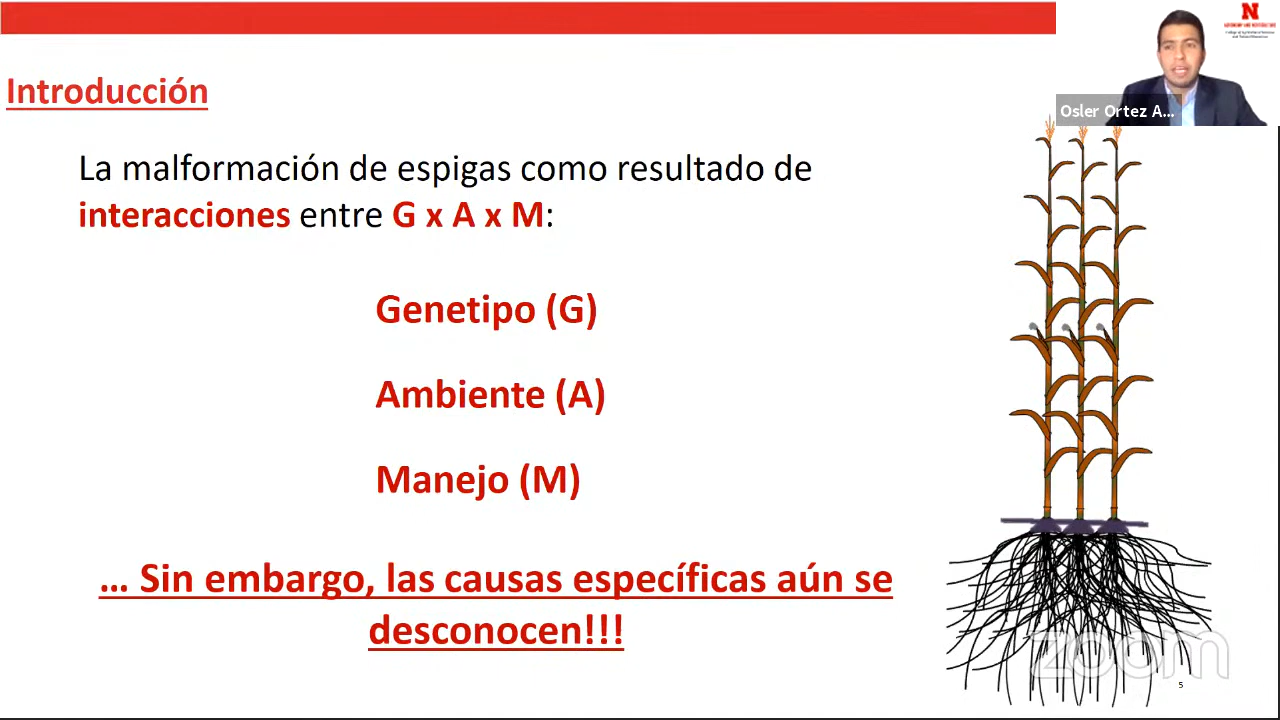 N
Osler Ortez A...
Introducción
La malformación de espigas como resultado de
interacciones entre G x A x M:
Genetipo (G)
Ambiente (A)
Manejo (M)
... Sin embargo, las causas específicas aún se
desconocen!!!
zoom
5